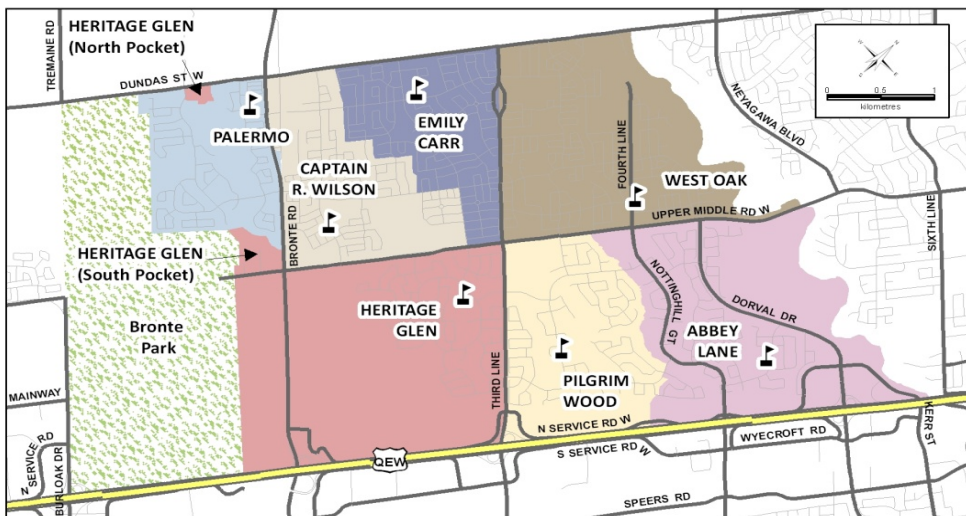 HERITAGE GLEN
(North Pocket)
TREMAINE RD
DUNDAS ST W
PALERMO
EMILY
CARR
CAPTAIN
R. WILSON
BRONTE RD
HERITAGE GLEN
(South Pocket)
Bronte
Park
HERITAGE
GLEN
THIRD LINE
FOURTH LINE
WEST OAK
UPPER MIDDLE RD W
NEYAGAWA BLVD
SIXTH LINE
N
E
S
W
0 0.5 1
kilometres
NOTTINGHILL GT
DORVAL DR
ABBEY
LANE
PILGRIM
WOOD
N SERVICE RD W
S SERVICE RD W
WYECROFT RD
KERR ST
SPEERS RD
QEW
MAINWAY
N SERVICE RD
BURLOAK DR